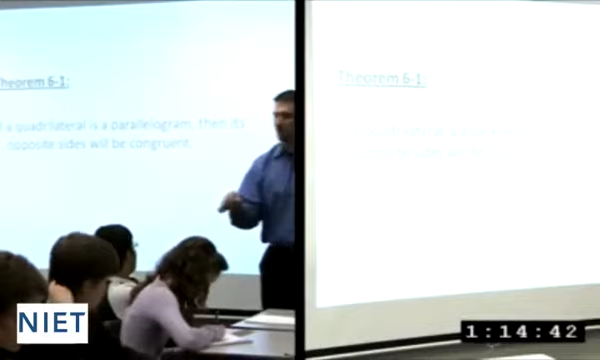 Theorem 6-1:
a quadrilateral is a parallelogram, then its
opposite sides will be congruent.
Theorem 6-1:
NIET
1:14:42